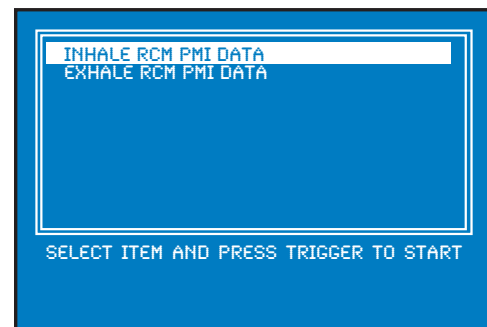 INHALE RCM PMI DATA
EXHALE RCM PMI DATA
SELECT ITEM AND PRESS TRIGGER TO START